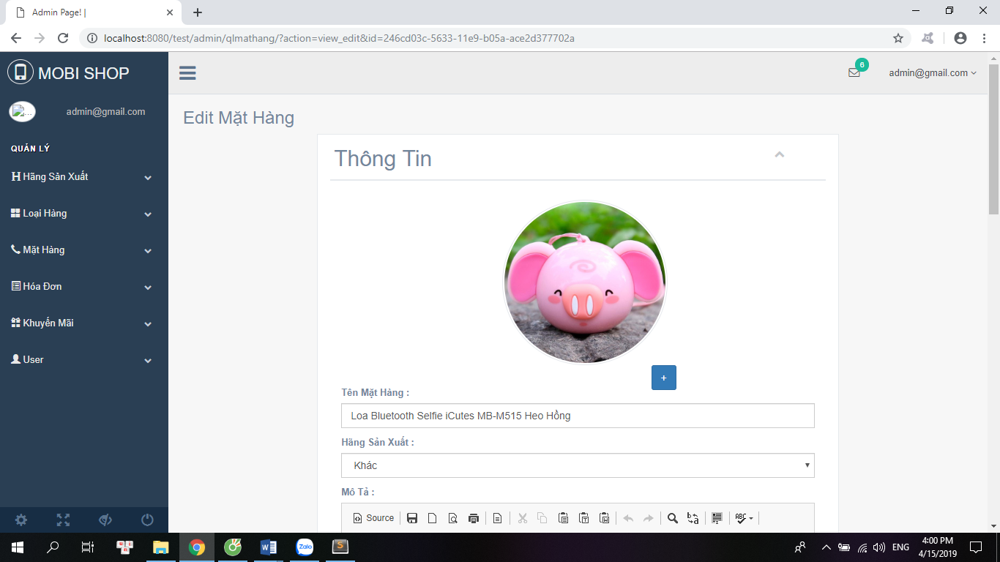 Admin Page! |
localhost:8080/test/admin/qlmathang/?action=view_edit&id=246cd03c-5633-11e9-b05a-ace2d377702a
MOBI SHOP
6
admin@gmail.com
admin@gmail.com
QUẢN LÝ
Hãng Sản Xuất
Loại Hàng
Mặt Hàng
Hóa Đơn
Khuyến Mãi
User
Edit Mặt Hàng
Thông Tin
+
Tên Mặt Hàng :
Loa Bluetooth Selfie iCutes MB-M515 Heo Hồng
Hãng Sản Xuất :
Khác
Mô Tả :
Source
ABC
Zalo
ENG
4:00 PM
4/15/2019